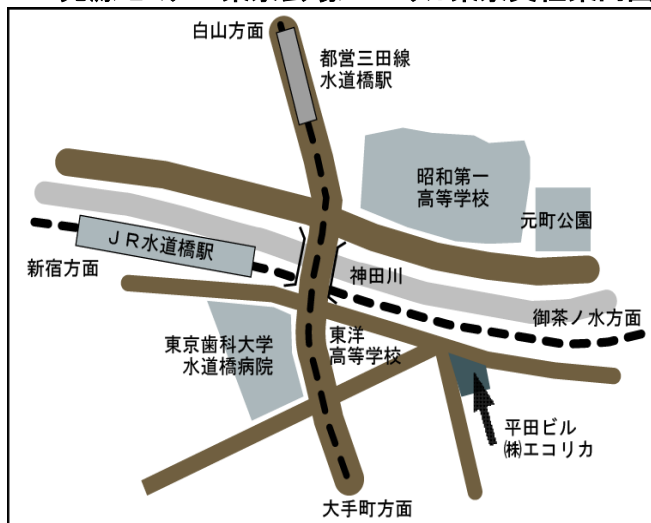 白山方面
都営三田線
水道橋駅
昭和第一
高等学校
元町公園
JR水道橋駅
新宿方面
神田川
御茶ノ水方面
東京歯科大学
水道橋病院
東洋
高等学校
平田ビル
㈱エコリカ
大手町方面